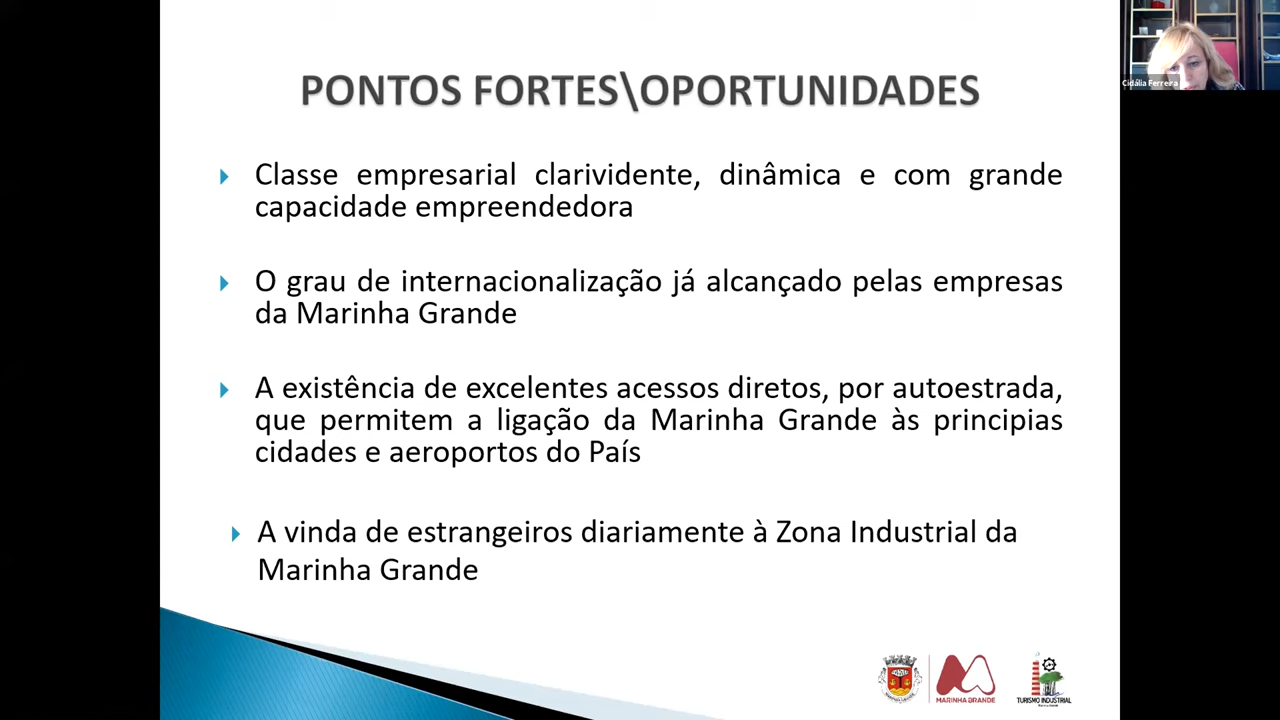 PONTOS FORTES\OPORTUNIDADES
Cidália Ferreira
Classe empresarial clarividente, dinâmica e com grande
capacidade empreendedora
O grau de internacionalização já alcançado pelas empresas
da Marinha Grande
A existência de excelentes acessos diretos, por autoestrada,
que permitem a ligação da Marinha Grande às principias
cidades e aeroportos do País
A vinda de estrangeiros diariamente à Zona Industrial da
Marinha Grande
MARINHA GRANDE
TURISMO INDUSTRIAL